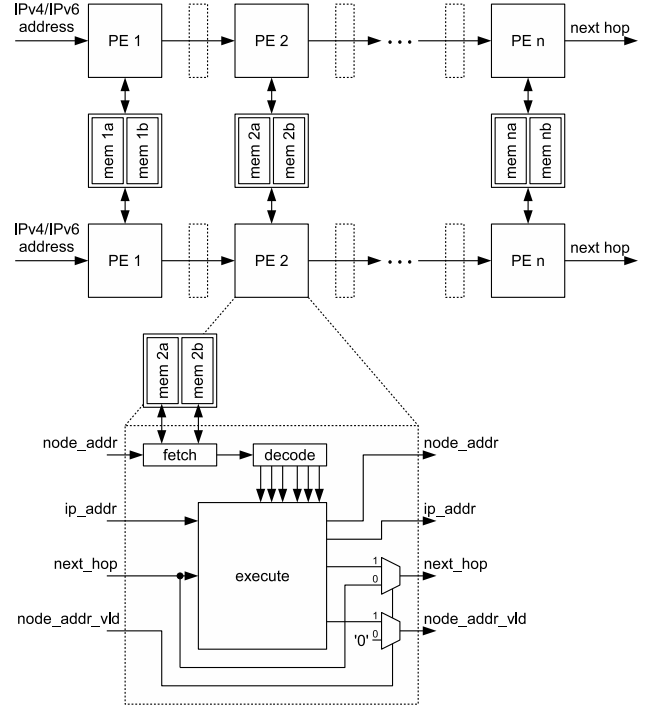 IPv4/IPv6
address
PE 1
PE 2
...
PE n
next hop
mem 1a
mem 1b
mem 2a
mem 2b
mem na
mem nb
IPv4/IPv6
address
PE 1
PE 2
...
PE n
next hop
mem 2a
mem 2b
node_addr
fetch
decode
node_addr
ip_addr
ip_addr
next_hop
execute
1
0
next_hop
node_addr_vld
1
'0'
0
node_addr_vld